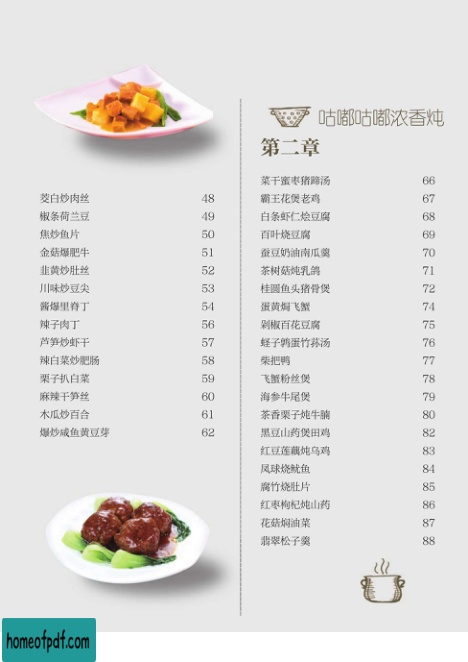 茭白炒肉丝 48
椒条荷兰豆 49
焦炒鱼片 50
金菇爆肥牛 51
韭黄炒肚丝 52
川味炒豆尖 53
酱爆里脊丁 54
辣子肉丁 56
芦笋炒虾干 57
辣白菜炒肥肠 58
栗子扒白菜 59
麻辣干笋丝 60
木瓜炒百合 61
爆炒咸鱼黄豆芽 62
咕嘟咕嘟浓香炖
第二章
菜干蜜枣猪蹄汤 66
霸王花煲老鸡 67
白条虾仁烩豆腐 68
百叶烧豆腐 69
蚕豆奶油南瓜羹 70
茶树菇炖乳鸽 71
桂圆鱼头猪骨煲 72
蛋黄焗飞蟹 74
剁椒百花豆腐 75
蛏子鹑蛋竹荪汤 76
柴把鸭 77
飞蟹粉丝煲 78
海参牛尾煲 79
茶香栗子炖牛腩 80
黑豆山药煲田鸡 82
红豆莲藕炖乌鸡 83
凤球烧鱿鱼 84
腐竹烧肚片 85
红枣枸杞炖山药 86
花菇焖油菜 87
翡翠松子羹 88
homeofpdf.com